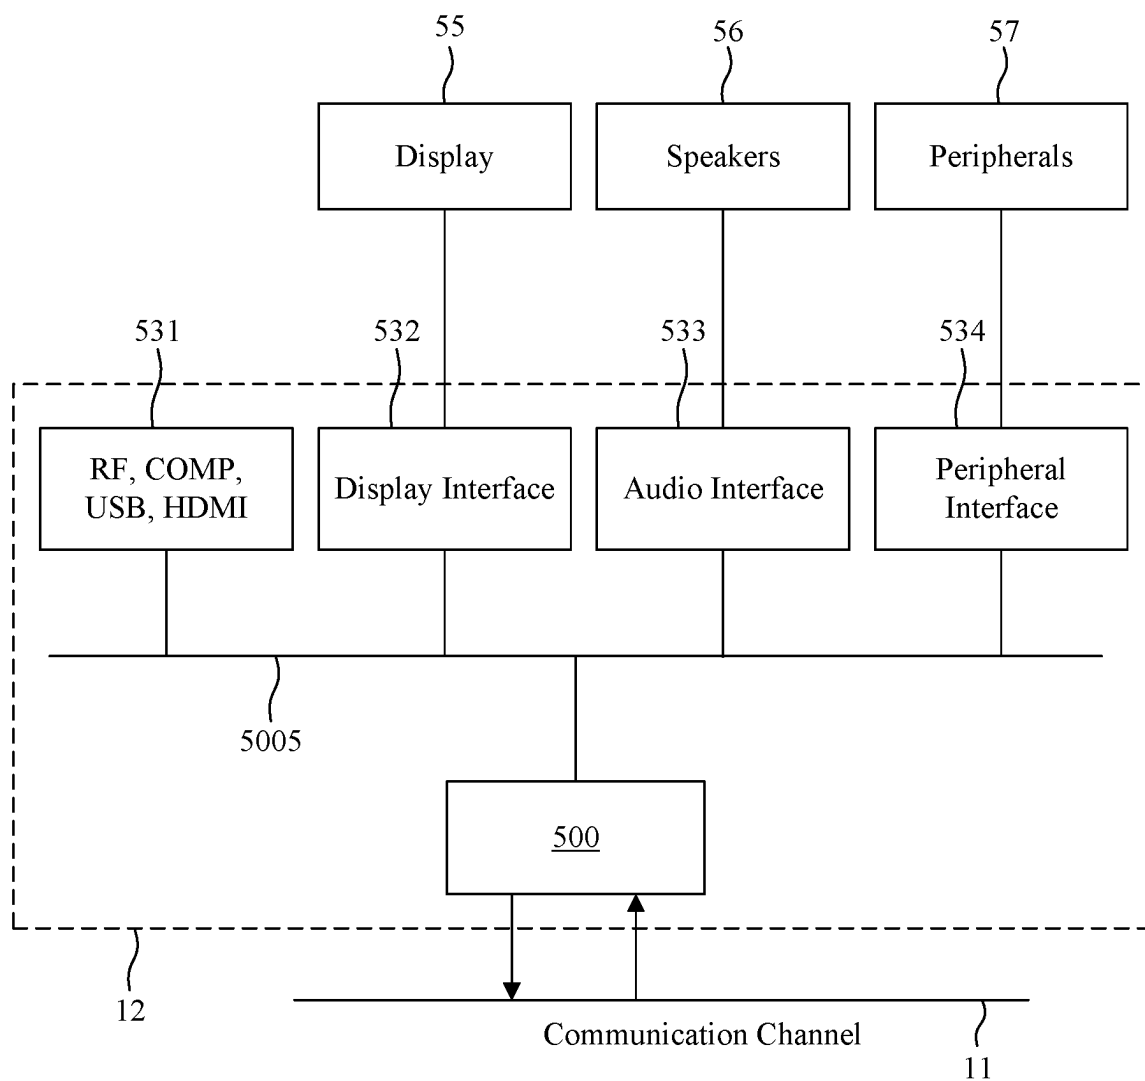 55
56
57
Display
Speakers
Peripherals
531
532
533
534
RF, COMP,
USB, HDMI
Display Interface
Audio Interface
Peripheral
Interface
5005
500
12
Communication Channel
11